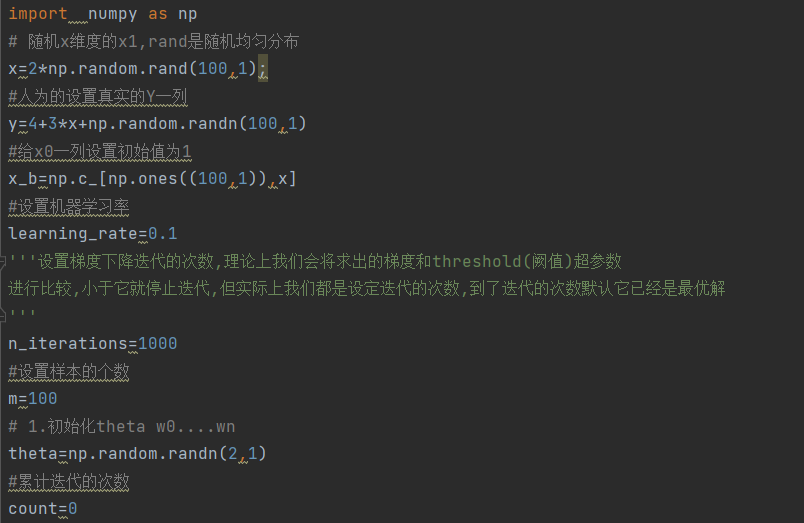 import  numpy as np
# 随机x维度的x1,rand是随机均匀分布
x=2*np.random.rand(100,1);
#人为的设置真实的Y一列
y=4+3*x+np.random.randn(100,1)
#给x0一列设置初始值为1
x_b=np.c_[np.ones((100,1)),x]
#设置机器学习率
learning_rate=0.1
'''设置梯度下降迭代的次数,理论上我们会将求出的梯度和threshold(阙值)超参数
进行比较,小于它就停止迭代,但实际上我们都是设定迭代的次数,到了迭代的次数默认它已经是最优解
'''
n_iterations=1000
#设置样本的个数
m=100
# 1.初始化theta w0....wn
theta=np.random.randn(2,1)
#累计迭代的次数
count=0